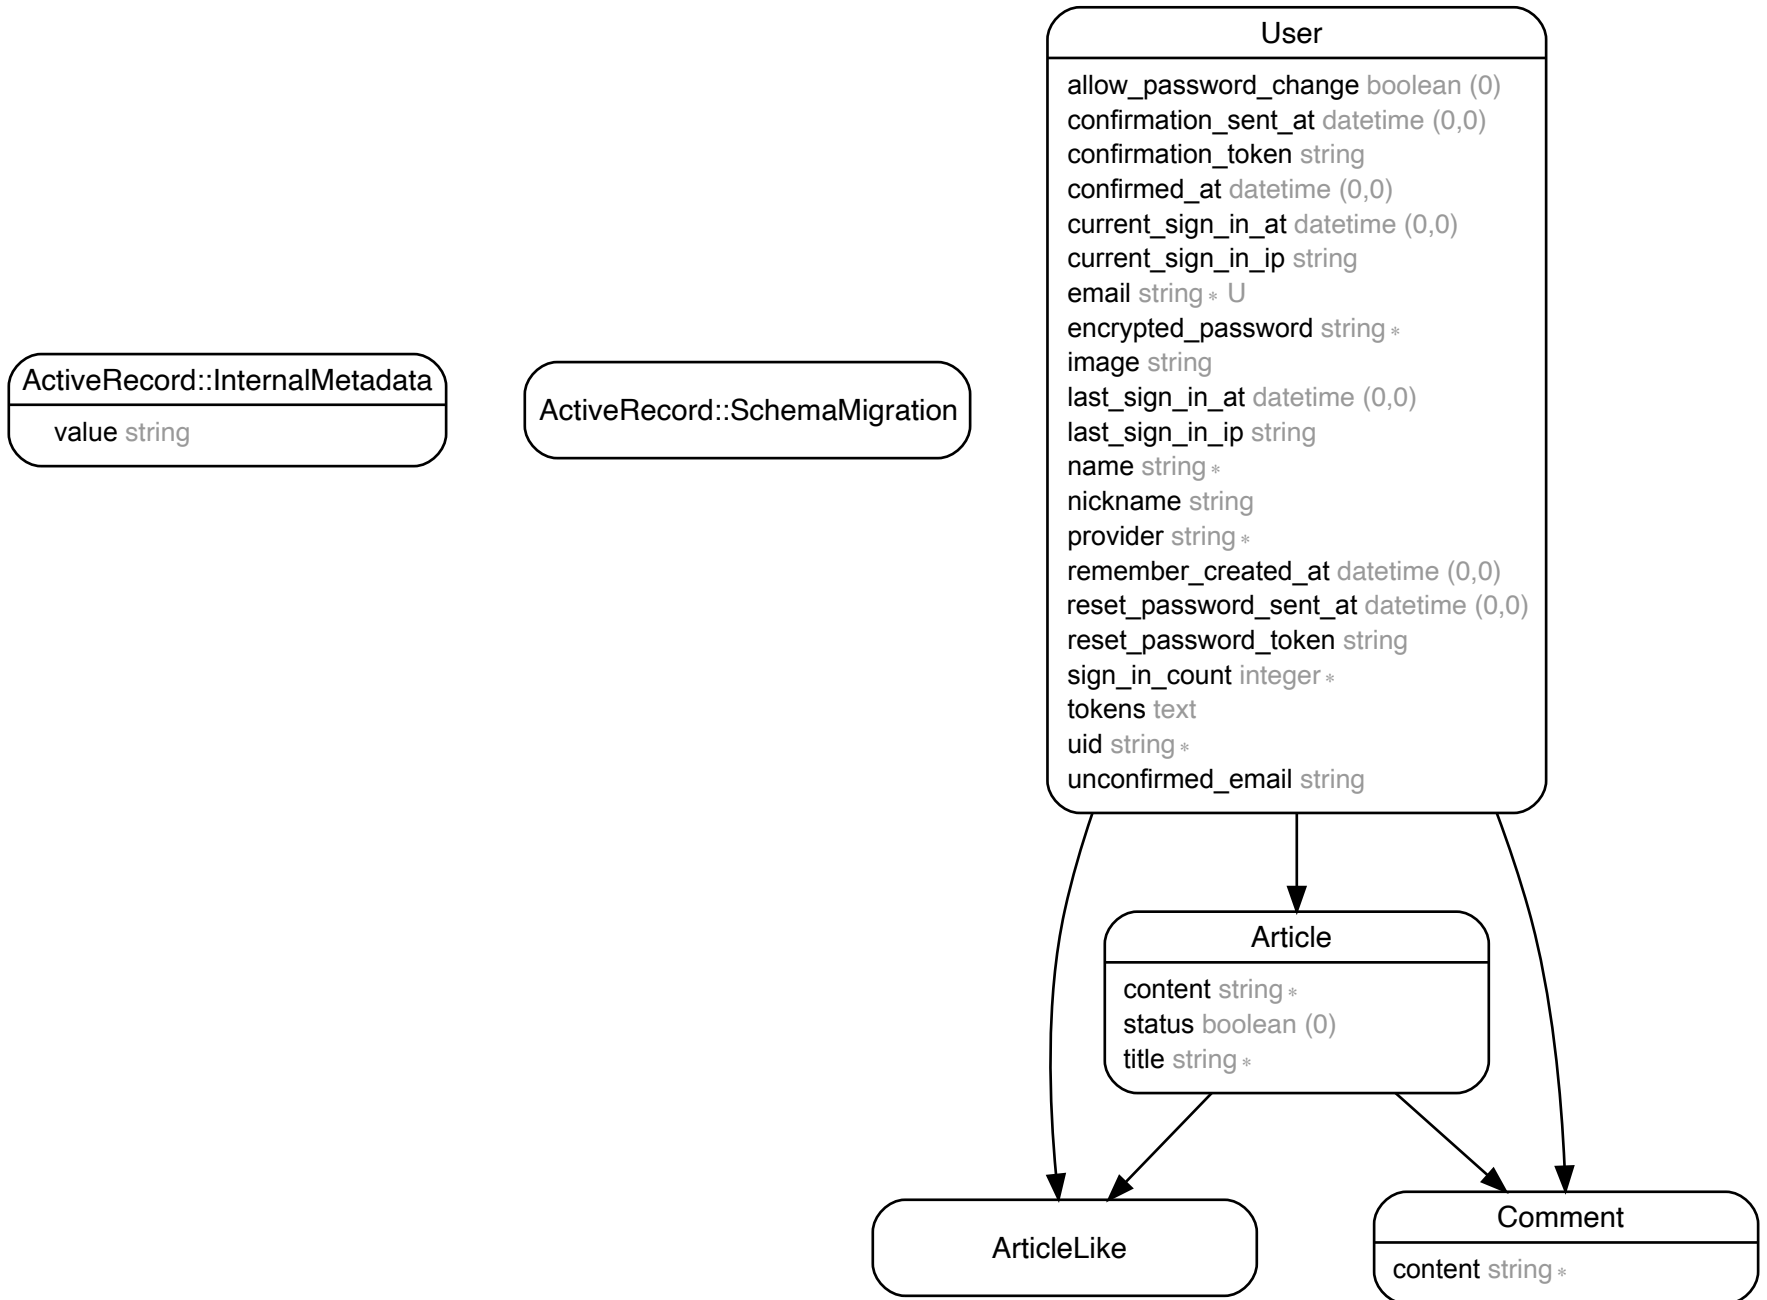 User
allow_password_change boolean (0)
confirmation_sent_at datetime (0,0)
confirmation_token string
confirmed_at datetime (0,0)
current_sign_in_at datetime (0,0)
current_sign_in_ip string
email string ∗ U
encrypted_password string ∗
image string
last_sign_in_at datetime (0,0)
last_sign_in_ip string
name string ∗
nickname string
provider string ∗
remember_created_at datetime (0,0)
reset_password_sent_at datetime (0,0)
reset_password_token string
sign_in_count integer ∗
tokens text
uid string ∗
unconfirmed_email string
ActiveRecord::InternalMetadata
value string
ActiveRecord::SchemaMigration
Article
content string ∗
status boolean (0)
title string ∗
ArticleLike
Comment
content string ∗